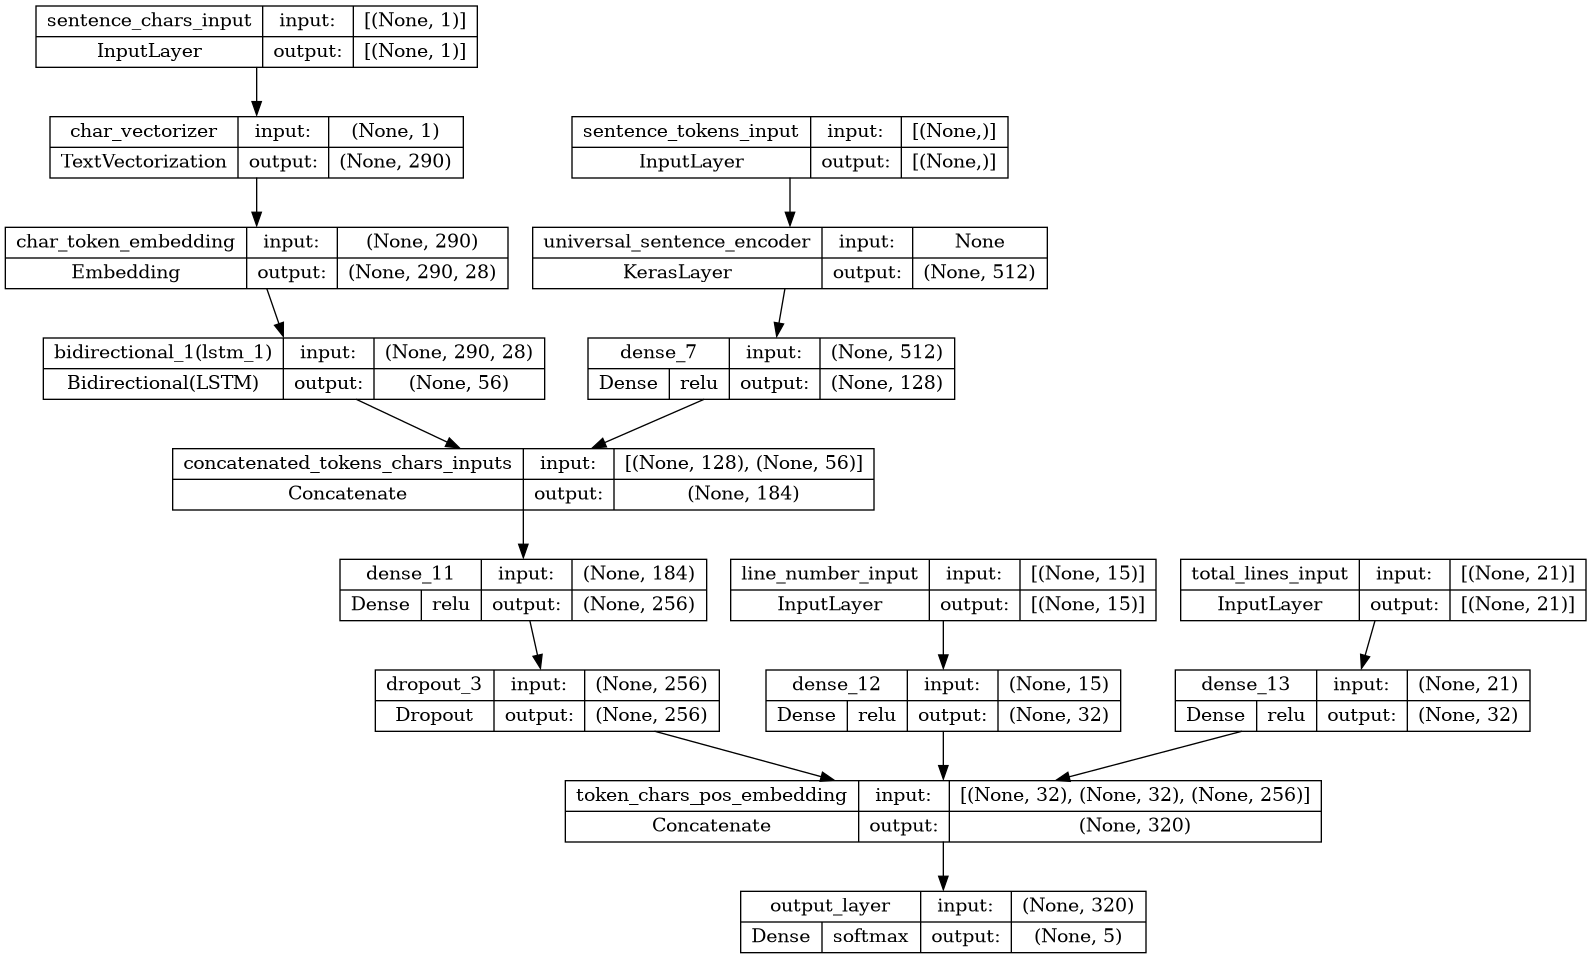 sentence_chars_input input: [(None, 1)]
InputLayer output: [(None, 1)]
char_vectorizer input: (None, 1)
TextVectorization output: (None, 290)
sentence_tokens_input input: [(None,)]
InputLayer output: [(None,)]
char_token_embedding input: (None, 290)
Embedding output: (None, 290, 28)
universal_sentence_encoder input: None
KerasLayer output: (None, 512)
bidirectional_1(lstm_1) input: (None, 290, 28)
Bidirectional(LSTM) output: (None, 56)
dense_7 input: (None, 512)
Dense relu output: (None, 128)
concatenated_tokens_chars_inputs input: [(None, 128), (None, 56)]
Concatenate output: (None, 184)
dense_11 input: (None, 184)
Dense relu output: (None, 256)
line_number_input input: [(None, 15)]
InputLayer output: [(None, 15)]
total_lines_input input: [(None, 21)]
InputLayer output: [(None, 21)]
dropout_3 input: (None, 256)
Dropout output: (None, 256)
dense_12 input: (None, 15)
Dense relu output: (None, 32)
dense_13 input: (None, 21)
Dense relu output: (None, 32)
token_chars_pos_embedding input: [(None, 32), (None, 32), (None, 256)]
Concatenate output: (None, 320)
output_layer input: (None, 320)
Dense softmax output: (None, 5)